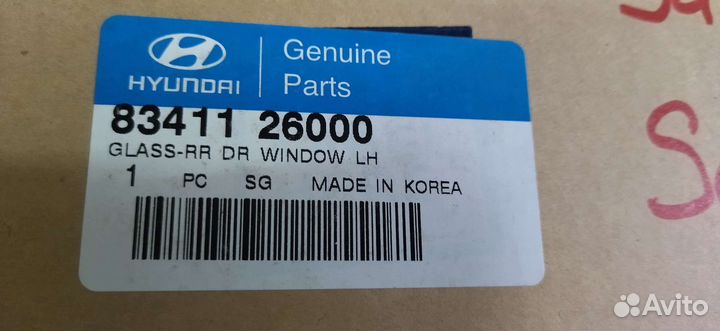 HYUNDAI
Genuine
Parts
83411 26000
GLASS-RR DR WINDOW LH
1 PC SG MADE IN KOREA
Avito